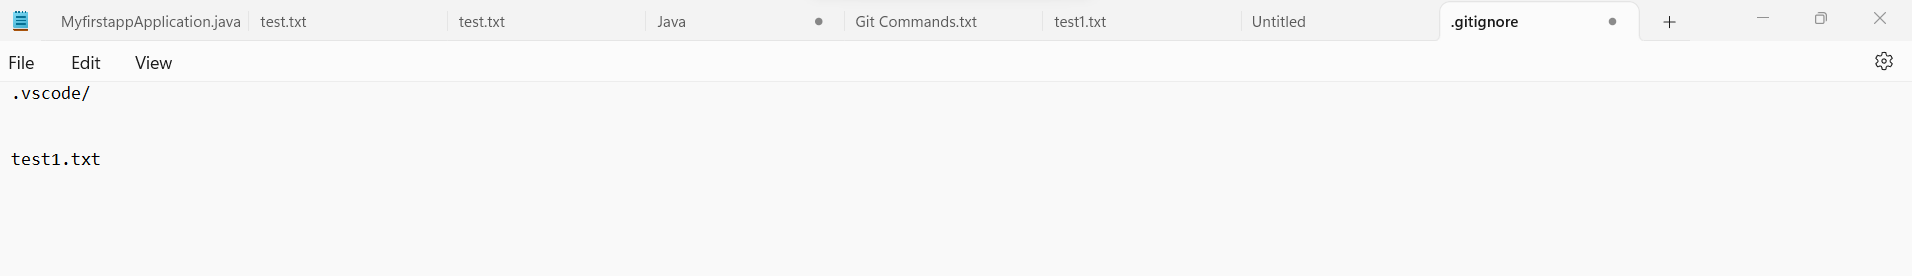 MyfirstappApplication.java test.txt test.txt Java Git Commands.txt test1.txt Untitled .gitignore
File Edit View
.vscode/
test1.txt